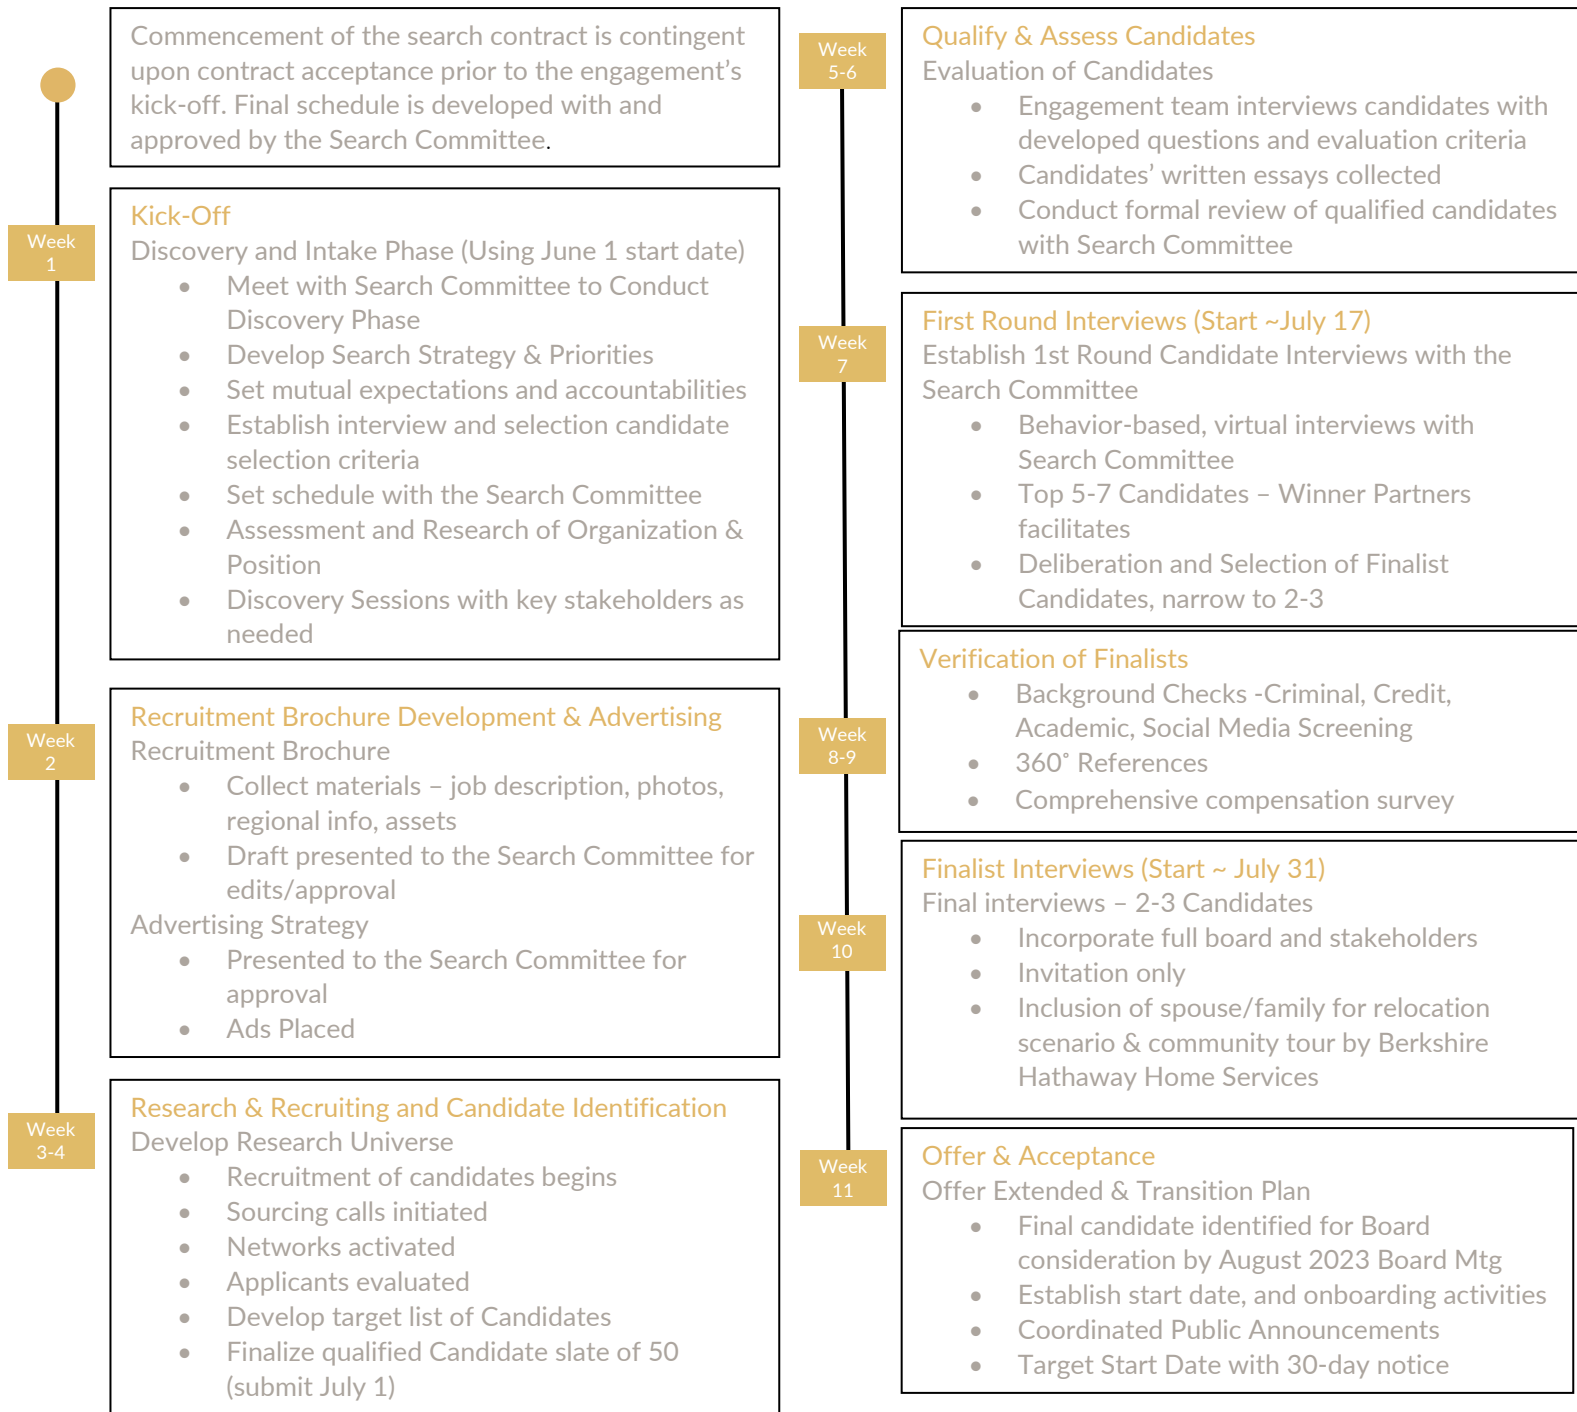 Commencement of the search contract is contingent
upon contract acceptance prior to the engagement’s
kick-off. Final schedule is developed with and
approved by the Search Committee.
Week
1
Kick-Off
Discovery and Intake Phase (Using June 1 start date)
• Meet with Search Committee to Conduct
Discovery Phase
• Develop Search Strategy & Priorities
• Set mutual expectations and accountabilities
• Establish interview and selection candidate
selection criteria
• Set schedule with the Search Committee
• Assessment and Research of Organization &
Position
• Discovery Sessions with key stakeholders as
needed
Week
2
Recruitment Brochure Development & Advertising
Recruitment Brochure
• Collect materials – job description, photos,
regional info, assets
• Draft presented to the Search Committee for
edits/approval
Advertising Strategy
• Presented to the Search Committee for
approval
• Ads Placed
Week
3-4
Research & Recruiting and Candidate Identification
Develop Research Universe
• Recruitment of candidates begins
• Sourcing calls initiated
• Networks activated
• Applicants evaluated
• Develop target list of Candidates
• Finalize qualified Candidate slate of 50
(submit July 1)
Week
5-6
Qualify & Assess Candidates
Evaluation of Candidates
• Engagement team interviews candidates with
developed questions and evaluation criteria
• Candidates’ written essays collected
• Conduct formal review of qualified candidates
with Search Committee
Week
7
First Round Interviews (Start ~July 17)
Establish 1st Round Candidate Interviews with the
Search Committee
• Behavior-based, virtual interviews with
Search Committee
• Top 5-7 Candidates – Winner Partners
facilitates
• Deliberation and Selection of Finalist
Candidates, narrow to 2-3
Week
8-9
Verification of Finalists
• Background Checks -Criminal, Credit,
Academic, Social Media Screening
• 360˚ References
• Comprehensive compensation survey
Week
10
Finalist Interviews (Start ~ July 31)
Final interviews – 2-3 Candidates
• Incorporate full board and stakeholders
• Invitation only
• Inclusion of spouse/family for relocation
scenario & community tour by Berkshire
Hathaway Home Services
Week
11
Offer & Acceptance
Offer Extended & Transition Plan
• Final candidate identified for Board
consideration by August 2023 Board Mtg
• Establish start date, and onboarding activities
• Coordinated Public Announcements
• Target Start Date with 30-day notice